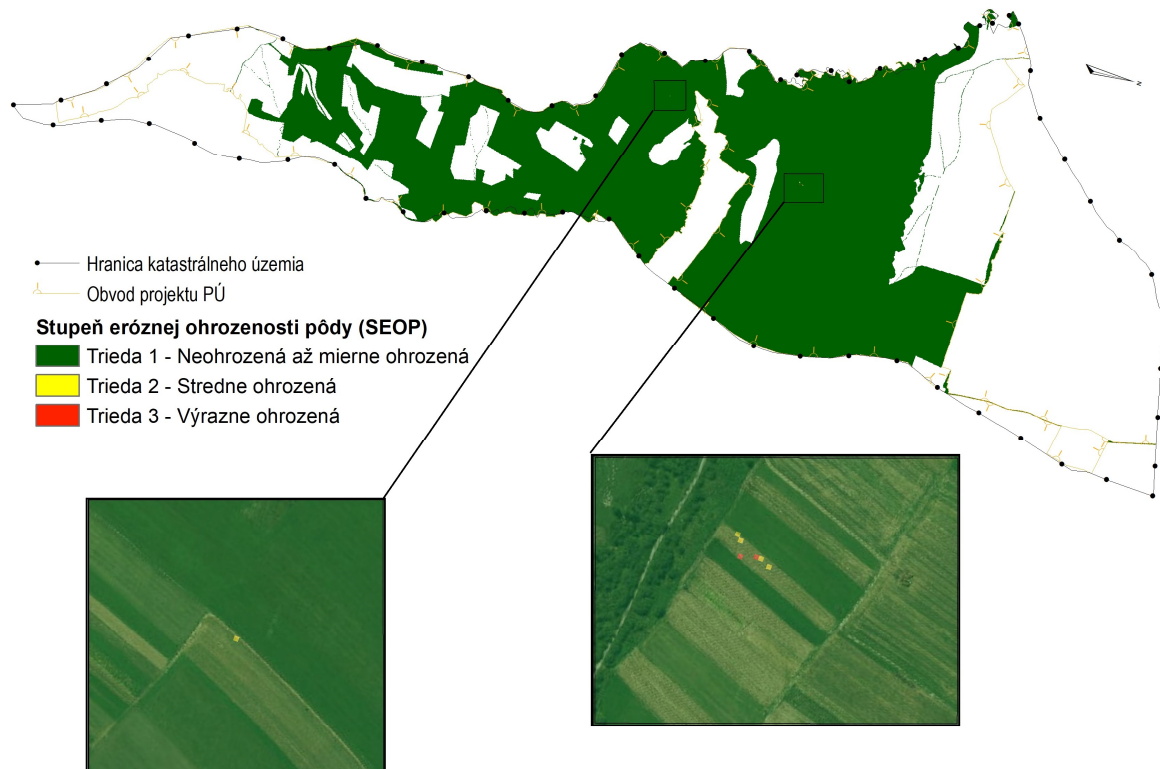 N
Hranica katastrálneho územia
Obvod projektu PÚ
Stupeň eróznej ohrozenosti pôdy (SEOP)
Trieda 1 - Neohrozená až mierne ohrozená
Trieda 2 - Stredne ohrozená
Trieda 3 - Výrazne ohrozená